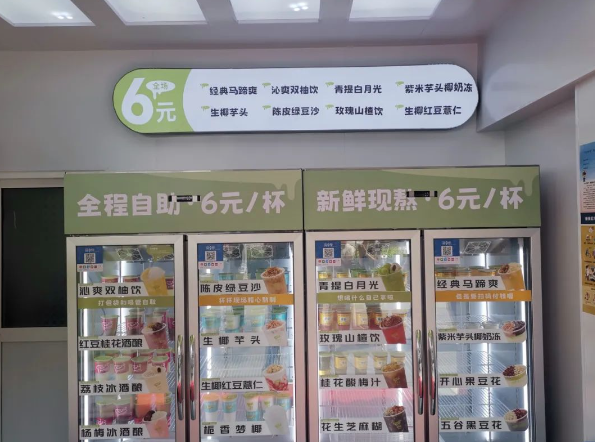 6元
全场
经典马蹄爽 沁爽双柚饮 青提白月光 紫米芋头椰奶冻
生椰芋头 陈皮绿豆沙 玫瑰山楂饮 生椰红豆薏仁
全程自助·6元/杯
新鲜现熬·6元/杯
沁爽双柚饮
红豆桂花酒酿
荔枝冰酒酿
杨梅冰酒酿
陈皮绿豆沙
生椰芋头
生椰红豆薏仁
栀香梦椰
青提白月光
玫瑰山楂饮
桂花酸梅汁
花生芝麻糊
经典马蹄爽
紫米芋头椰奶冻
开心果豆花
五谷黑豆花